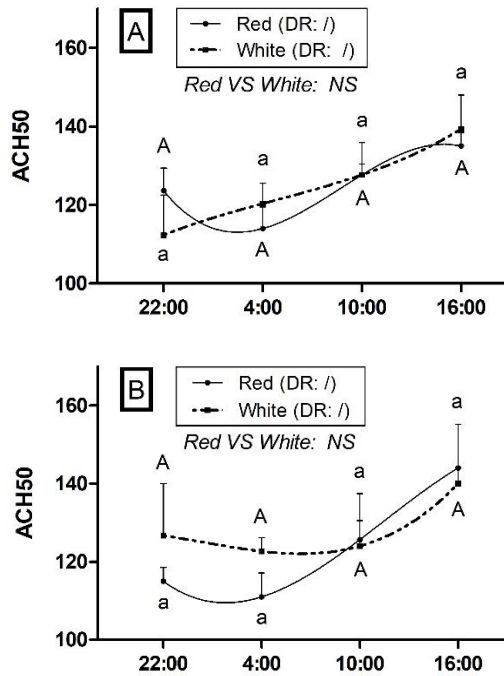 A
Red (DR: /)
White (DR: /)
Red VS White: NS
ACH50
160
140
120
100
A
a
a
a
a
A
A
A
22:00
4:00
10:00
16:00
B
Red (DR: /)
White (DR: /)
Red VS White: NS
ACH50
160
140
120
100
A
A
a
a
a
a
A
A
22:00
4:00
10:00
16:00